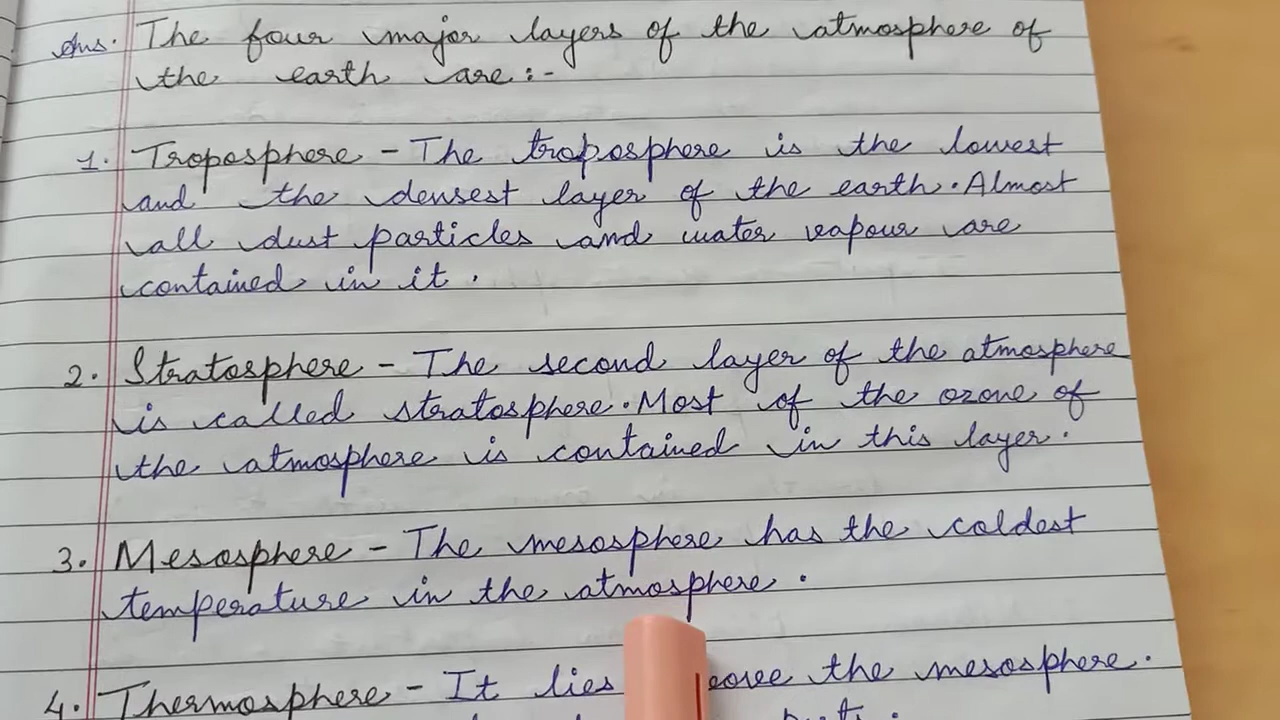 Ans. The four major layers of the atmosphere of
the earth are:-
1. Troposphere - The troposphere is the lowest
and the densest layer of the earth. Almost
all dust particles and water vapour are
contained in it.
2. Stratosphere - The second layer of the atmosphere
is called stratosphere. Most of the ozone of
the atmosphere is contained in this layer.
3. Mesosphere - The mesosphere has the coldest
temperature in the atmosphere.
4. Thermosphere - It lies the mesosphere.